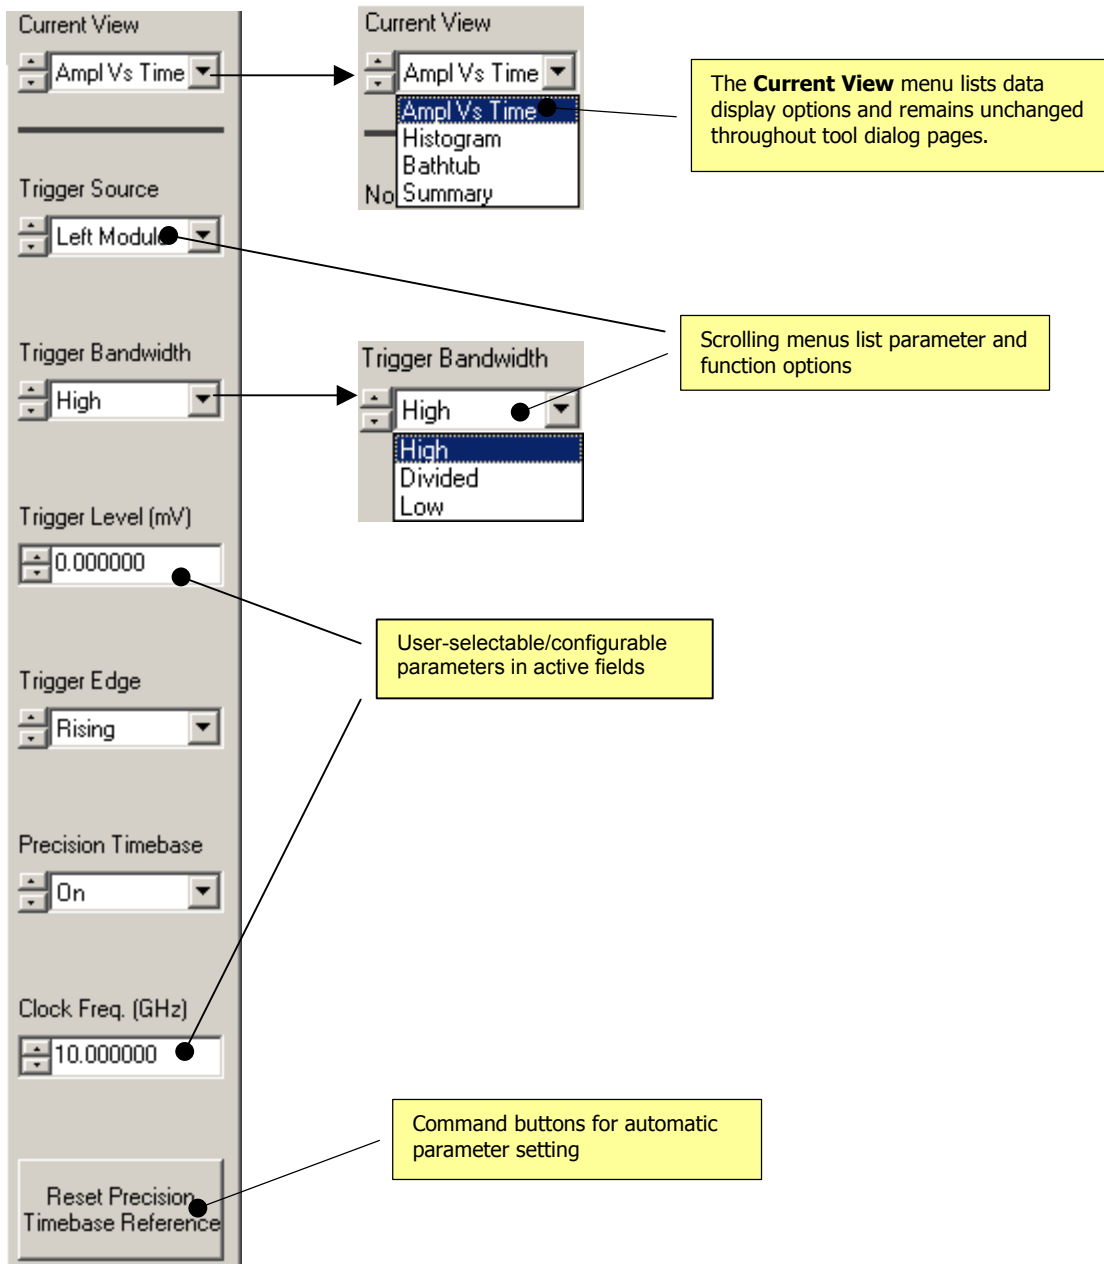 Current View
Ampl Vs Time
Trigger Source
Left Module
Trigger Bandwidth
High
Trigger Level (mV)
0.000000
Trigger Edge
Rising
Precision Timebase
On
Clock Freq. (GHz)
10.000000
Reset Precision
Timebase Reference
Current View
Ampl Vs Time
Ampl Vs Time
Histogram
Bathtub
Summary
No
The Current View menu lists data
display options and remains unchanged
throughout tool dialog pages.
Trigger Bandwidth
High
High
Divided
Low
Scrolling menus list parameter and
function options
User-selectable/configurable
parameters in active fields
Command buttons for automatic
parameter setting